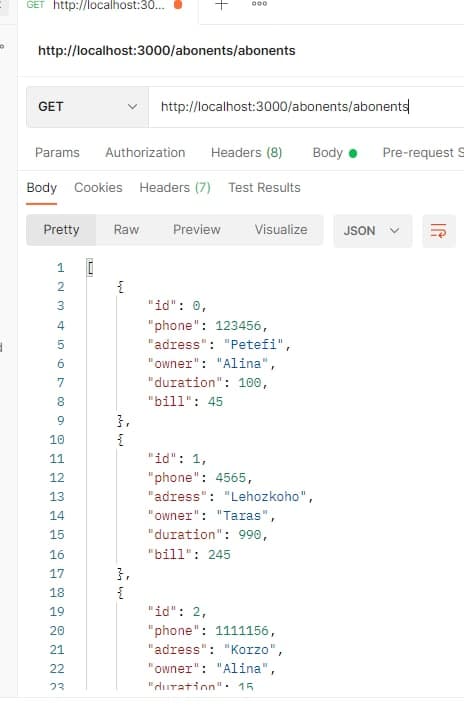 GET http://localhost:30...
http://localhost:3000/abonents/abonents
GET http://localhost:3000/abonents/abonents
Params Authorization Headers (8) Body Pre-request S
Body Cookies Headers (7) Test Results
Pretty Raw Preview Visualize JSON
1 [
2 {
3 "id": 0,
4 "phone": 123456,
5 "adress": "Petefi",
6 "owner": "Alina",
7 "duration": 100,
8 "bill": 45
9 },
10 {
11 "id": 1,
12 "phone": 4565,
13 "adress": "Lehozkoho",
14 "owner": "Taras",
15 "duration": 990,
16 "bill": 245
17 },
18 {
19 "id": 2,
20 "phone": 1111156,
21 "adress": "Korzo",
22 "owner": "Alina",
23 "duration": 15